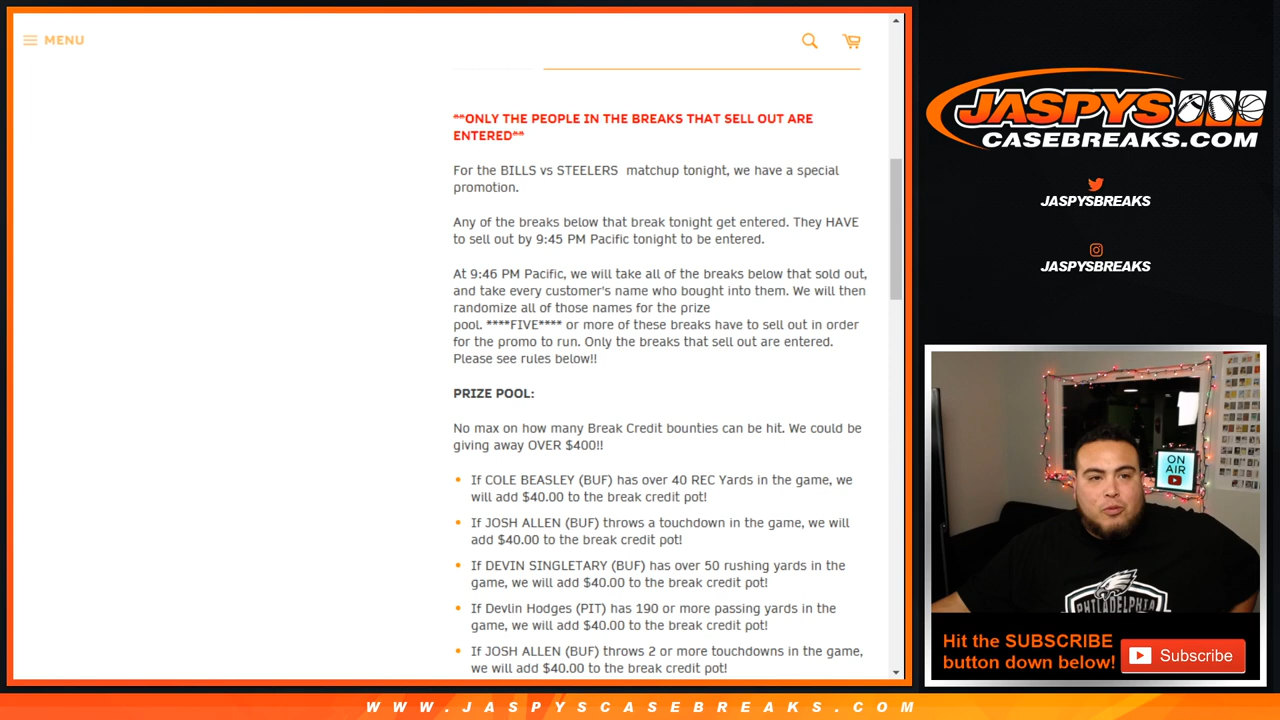 MENU
**ONLY THE PEOPLE IN THE BREAKS THAT SELL OUT ARE
ENTERED**
For the BILLS vs STEELERS matchup tonight, we have a special
promotion.
Any of the breaks below that break tonight get entered. They HAVE
to sell out by 9:45 PM Pacific tonight to be entered.
At 9:46 PM Pacific, we will take all of the breaks below that sold out,
and take every customer's name who bought into them. We will then
randomize all of those names for the prize
pool. ****FIVE**** or more of these breaks have to sell out in order
for the promo to run. Only the breaks that sell out are entered.
Please see rules below!!
PRIZE POOL:
No max on how many Break Credit bounties can be hit. We could be
giving away OVER $400!!
If COLE BEASLEY (BUF) has over 40 REC Yards in the game, we
will add $40.00 to the break credit pot!
If JOSH ALLEN (BUF) throws a touchdown in the game, we will
add $40.00 to the break credit pot!
If DEVIN SINGLETARY (BUF) has over 50 rushing yards in the
game, we will add $40.00 to the break credit pot!
If Devlin Hodges (PIT) has 190 or more passing yards in the
game, we will add $40.00 to the break credit pot!
If JOSH ALLEN (BUF) throws 2 or more touchdowns in the game,
we will add $40.00 to the break credit pot!
JASPYS
CASEBREAKS.COM
JASPYSBREAKS
JASPYSBREAKS
ON
AIR
PHILADELPHIA
Hit the SUBSCRIBE
button down below!
Subscribe
WWW.JASPYSCASEBREAKS.COM